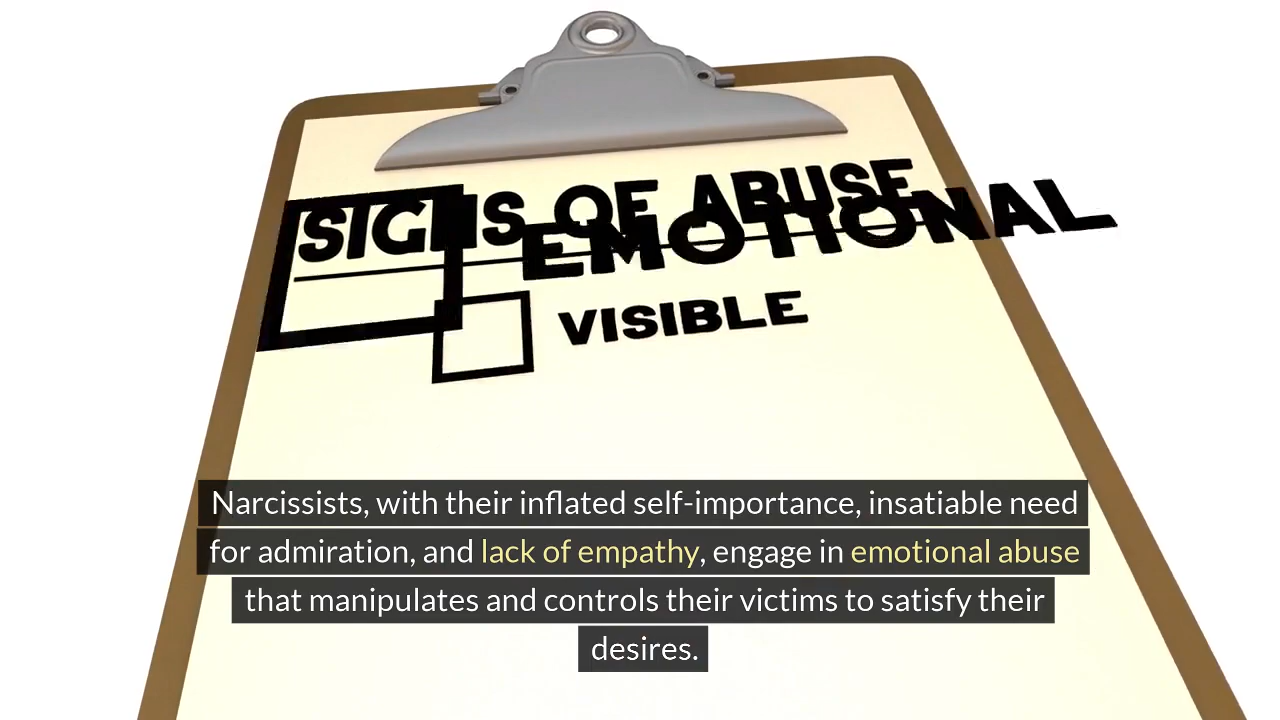 SIGNS OF ABUSE
EMOTIONAL
VISIBLE
Narcissists, with their inflated self-importance, insatiable need
for admiration, and lack of empathy, engage in emotional abuse
that manipulates and controls their victims to satisfy their
desires.